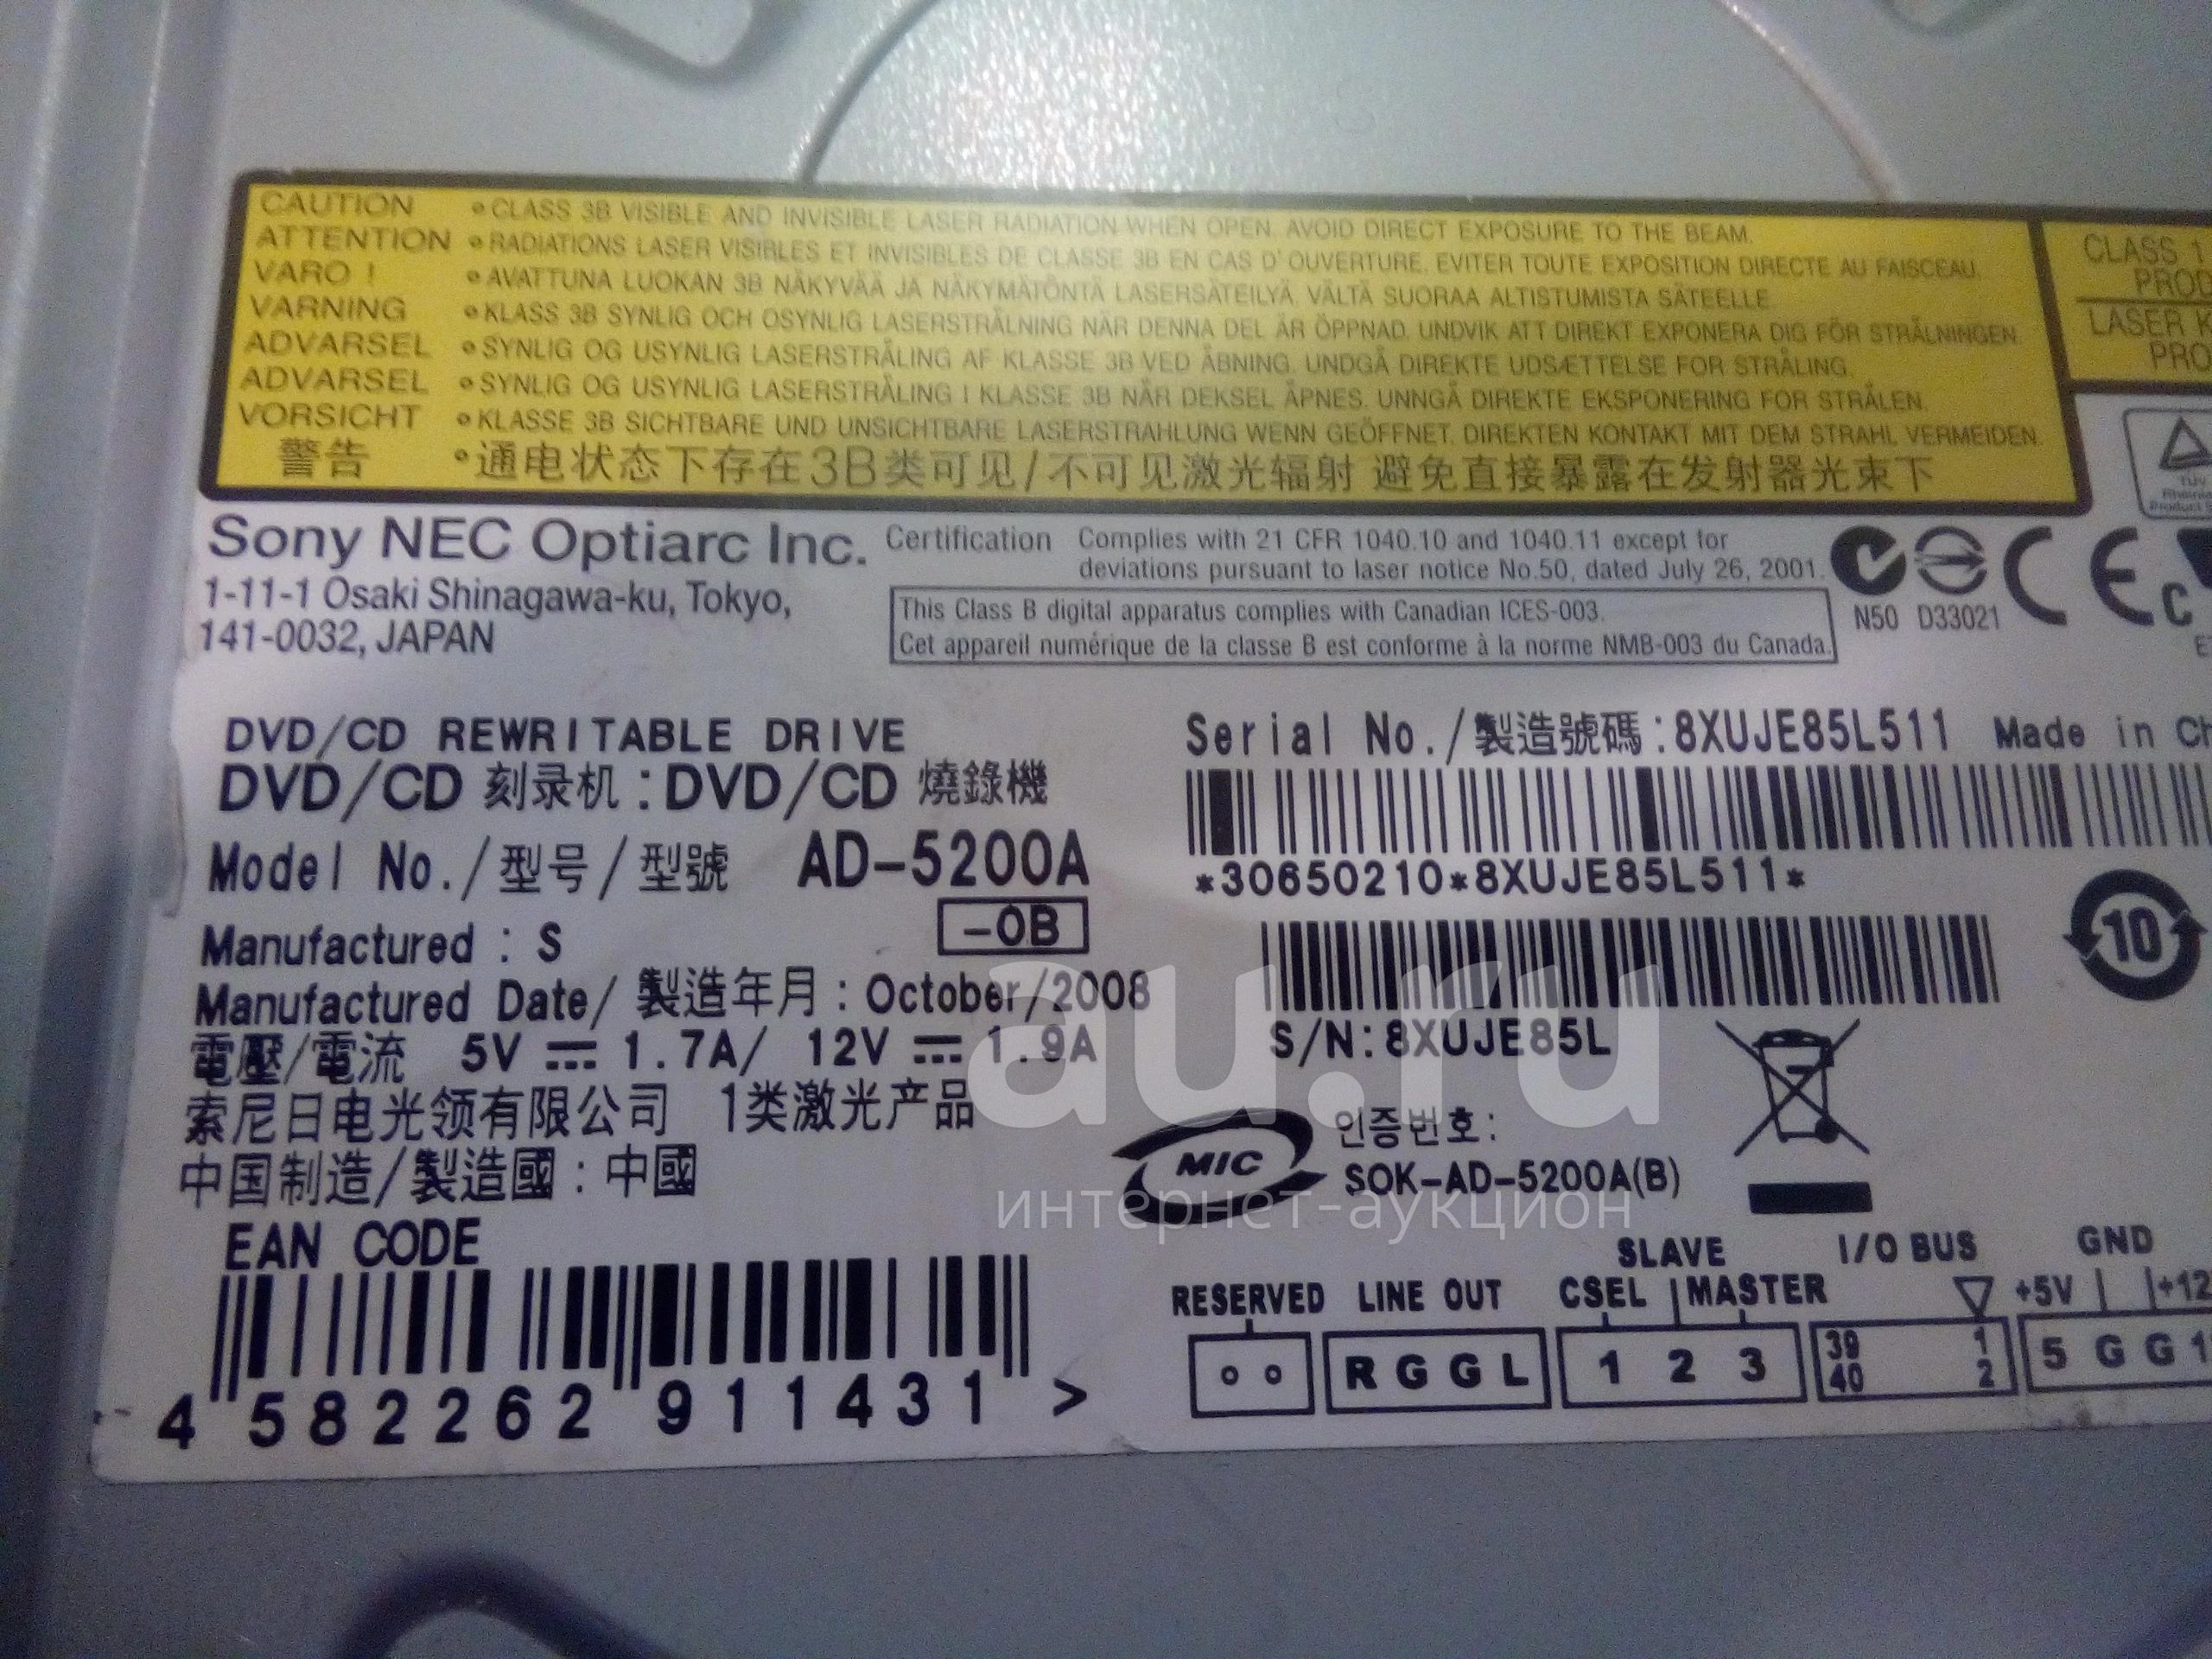 CAUTION • CLASS 3B VISIBLE AND INVISIBLE LASER RADIATION WHEN OPEN. AVOID DIRECT EXPOSURE TO THE BEAM.
ATTENTION • RADIATIONS LASER VISIBLES ET INVISIBLES DE CLASSE 3B EN CAS D'OUVERTURE. EVITER TOUTE EXPOSITION DIRECTE AU FAISCEAU.
VARO ! • AVATTUNA LUOKAN 3B NÄKYVÄÄ JA NÄKYMÄTÖNTÄ LASERSÄTEILYÄ. VÄLTÄ SUORAA ALTISTUMISTA SÄTEELLE.
VARNING • KLASS 3B SYNLIG OCH OSYNLIG LASERSTRÅLNING NÄR DENNA DEL ÄR ÖPPNAD. UNDVIK ATT DIREKT EXPONERA DIG FÖR STRÅLNINGEN.
ADVARSEL • SYNLIG OG USYNLIG LASERSTRÅLING AF KLASSE 3B VED ÅBNING. UNDGÅ DIREKTE UDSÆTTELSE FOR STRÅLING.
ADVARSEL • SYNLIG OG USYNLIG LASERSTRÅLING I KLASSE 3B NÅR DEKSEL ÅPNES. UNNGÅ DIREKTE EKSPONERING FOR STRÅLEN.
VORSICHT • KLASSE 3B SICHTBARE UND UNSICHTBARE LASERSTRAHLUNG WENN GEÖFFNET. DIREKTEN KONTAKT MIT DEM STRAHL VERMEIDEN.
警告 • 通电状态下存在3B类可见/不可见激光辐射 避免直接暴露在发射器光束下
CLASS 1
PROD
LASER K
PRO
TÜV
Sony NEC Optiarc Inc.
1-11-1 Osaki Shinagawa-ku, Tokyo,
141-0032, JAPAN
Certification Complies with 21 CFR 1040.10 and 1040.11 except for
deviations pursuant to laser notice No.50, dated July 26, 2001.
This Class B digital apparatus complies with Canadian ICES-003.
Cet appareil numérique de la classe B est conforme à la norme NMB-003 du Canada.
N50 D33021
CE
C
DVD/CD REWRITABLE DRIVE
DVD/CD 刻录机 : DVD/CD 燒錄機
Model No./型号/型號 AD-5200A
-0B
Manufactured : S
Manufactured Date/ 製造年月 : October/2008
電壓/電流 5V ⎓ 1.7A/ 12V ⎓ 1.9A
索尼日电光领有限公司 1类激光产品
中国制造/製造國 : 中國
Serial No./製造號碼:8XUJE85L511 Made in Ch
*30650210*8XUJE85L511*
10
S/N:8XUJE85L
MIC
인증번호:
SOK-AD-5200A(B)
au.ru
интернет-аукцион
EAN CODE
4 582262 911431 >
SLAVE I/O BUS GND
RESERVED LINE OUT CSEL MASTER +5V +12
R G G L 1 2 3 39 1 5 G G 1
40 2